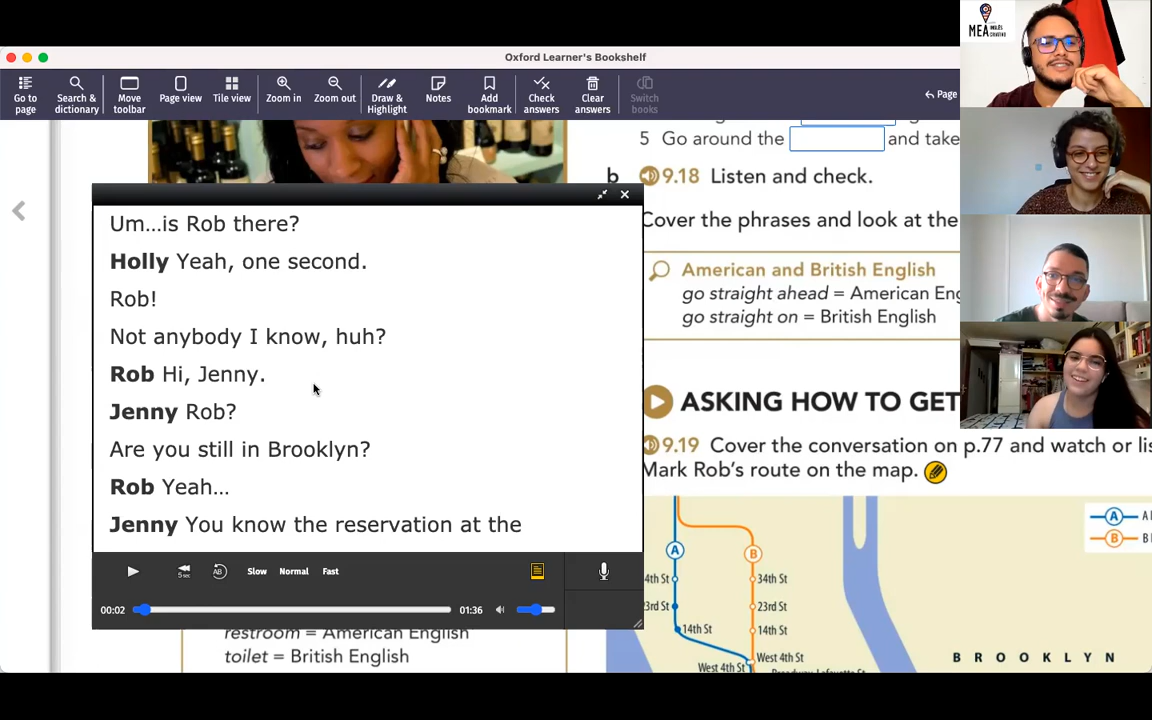 Oxford Learner's Bookshelf
Go to page
Search & dictionary
Move toolbar
Page view
Tile view
Zoom in
Zoom out
Draw & Highlight
Notes
Add bookmark
Check answers
Clear answers
Switch books
Page
MEA INGLÊS
5 Go around the and take
b 9.18 Listen and check.
Cover the phrases and look at the
American and British English
go straight ahead = American Eng
go straight on = British English
Um...is Rob there?
Holly Yeah, one second.
Rob!
Not anybody I know, huh?
Rob Hi, Jenny.
Jenny Rob?
Are you still in Brooklyn?
Rob Yeah...
Jenny You know the reservation at the
5 sec
AB
Slow
Normal
Fast
00:02
01:36
restroom = American English
toilet = British English
ASKING HOW TO GET
9.19 Cover the conversation on p.77 and watch or lis
Mark Rob's route on the map.
A
B
A
B
4th St
34th St
23rd St
23rd St
14th St
14th St
West 4th St
West 4th St
BROOKLYN